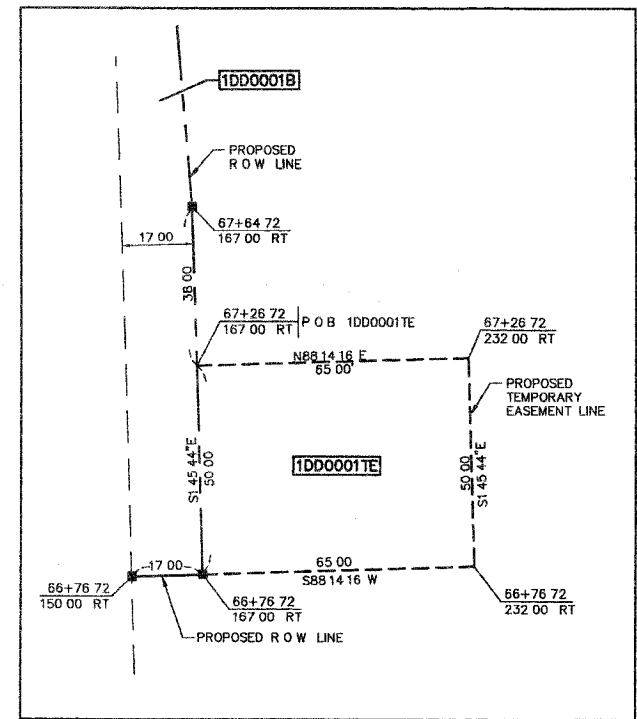 1DD0001B
PROPOSED
R O W LINE
67+64 72
167 00 RT
17 00
38 00
67+26 72
167 00 RT
P O B 1DD0001TE
67+26 72
232 00 RT
N88 14 16 E
65 00'
PROPOSED
TEMPORARY
EASEMENT LINE
S1 45 44"E
50 00
1DD0001TE
50 00
S1 45 44"E
17 00
65 00
S88 14 16 W
66+76 72
150 00 RT
66+76 72
167 00 RT
66+76 72
232 00 RT
PROPOSED R O W LINE